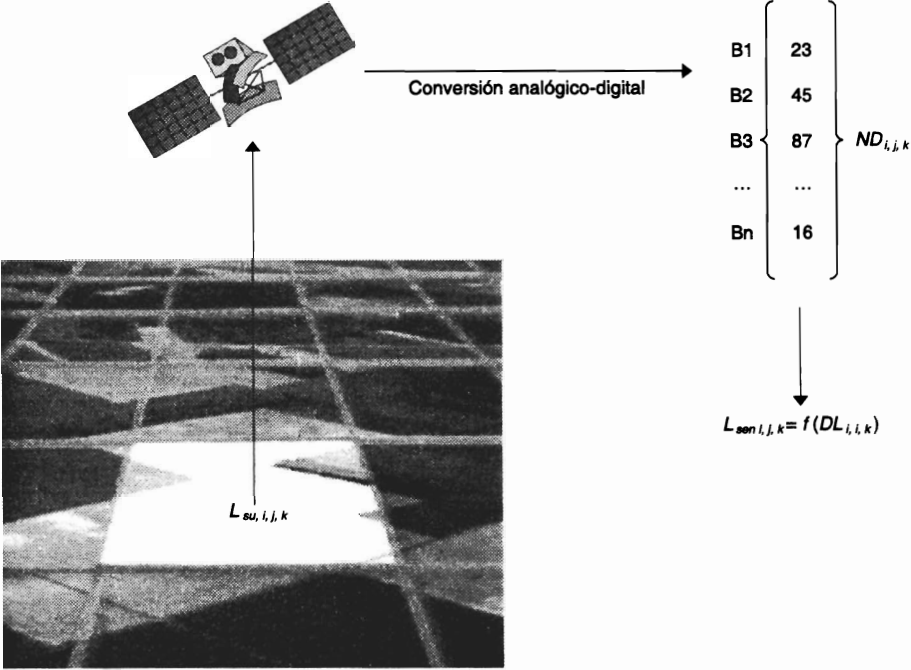 Conversión analógico-digital
B1 23
B2 45
B3 87 ND i, j, k
... ...
Bn 16
L sen i, j, k = f (DL i, i, k)
L su, i, j, k